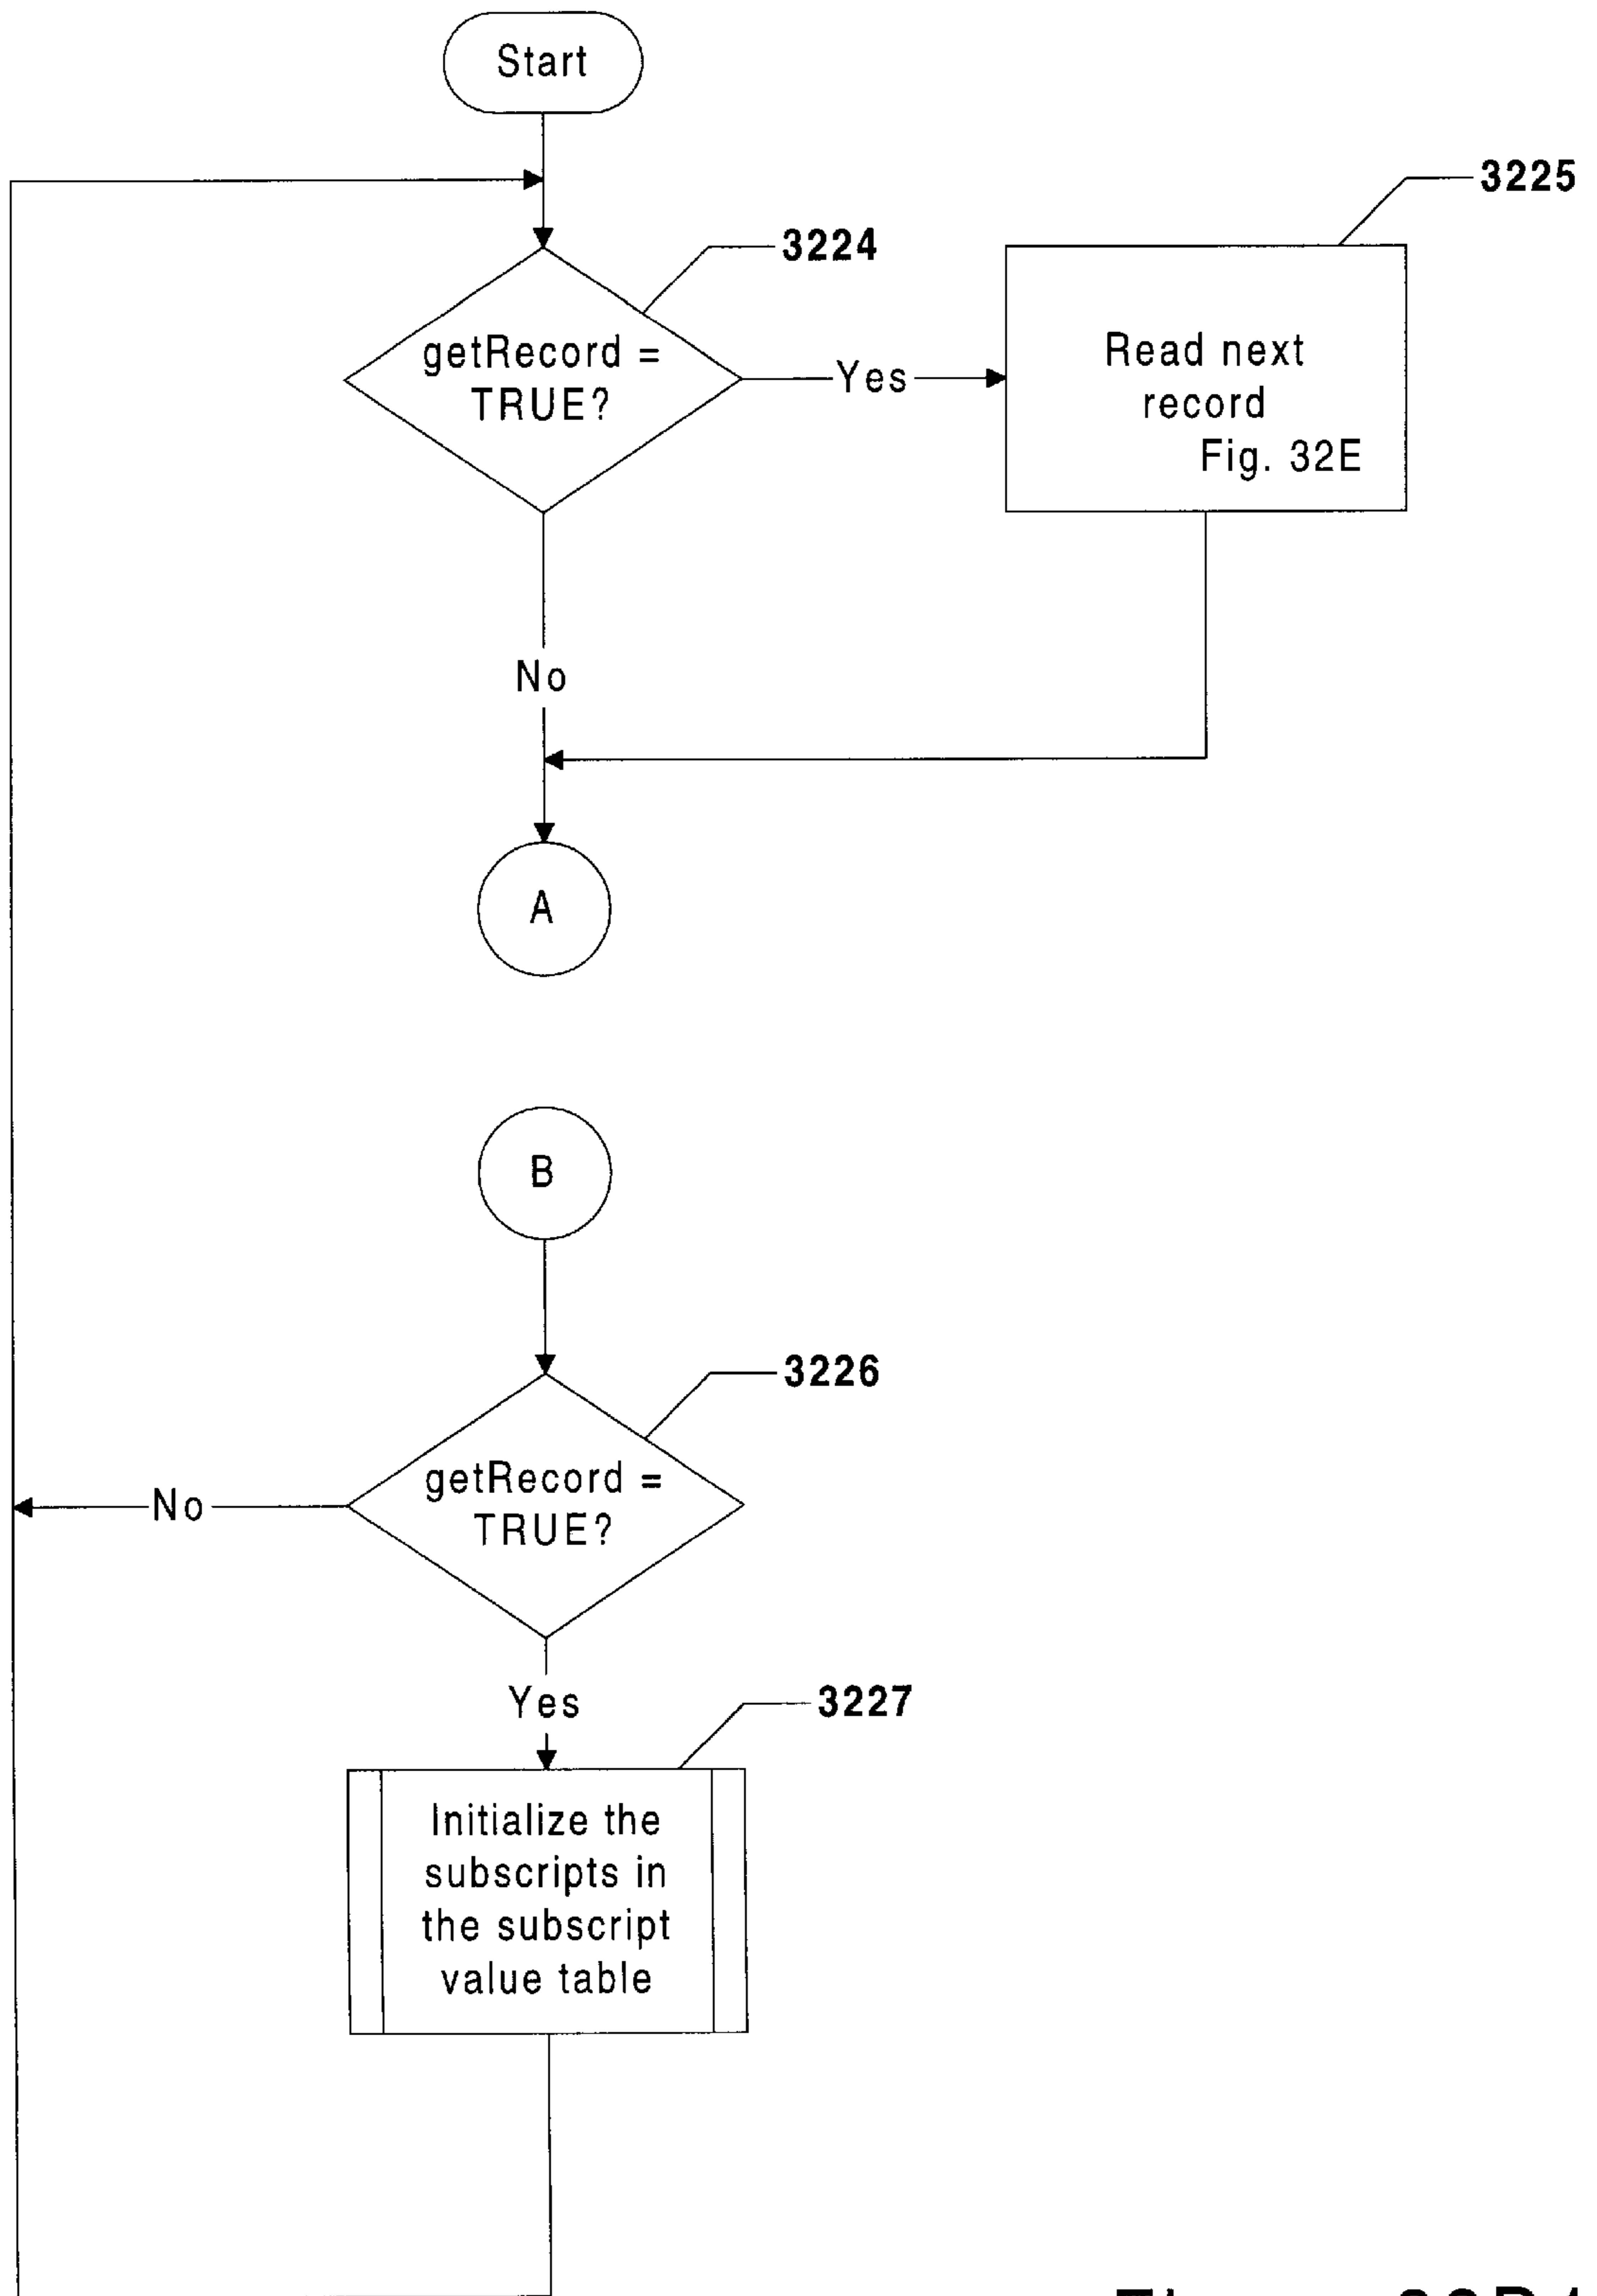 Start
3225
3224
getRecord =
TRUE?
Yes
Read next
record
Fig. 32E
No
A
B
3226
getRecord =
TRUE?
No
Yes
3227
Initialize the
subscripts in
the subscript
value table